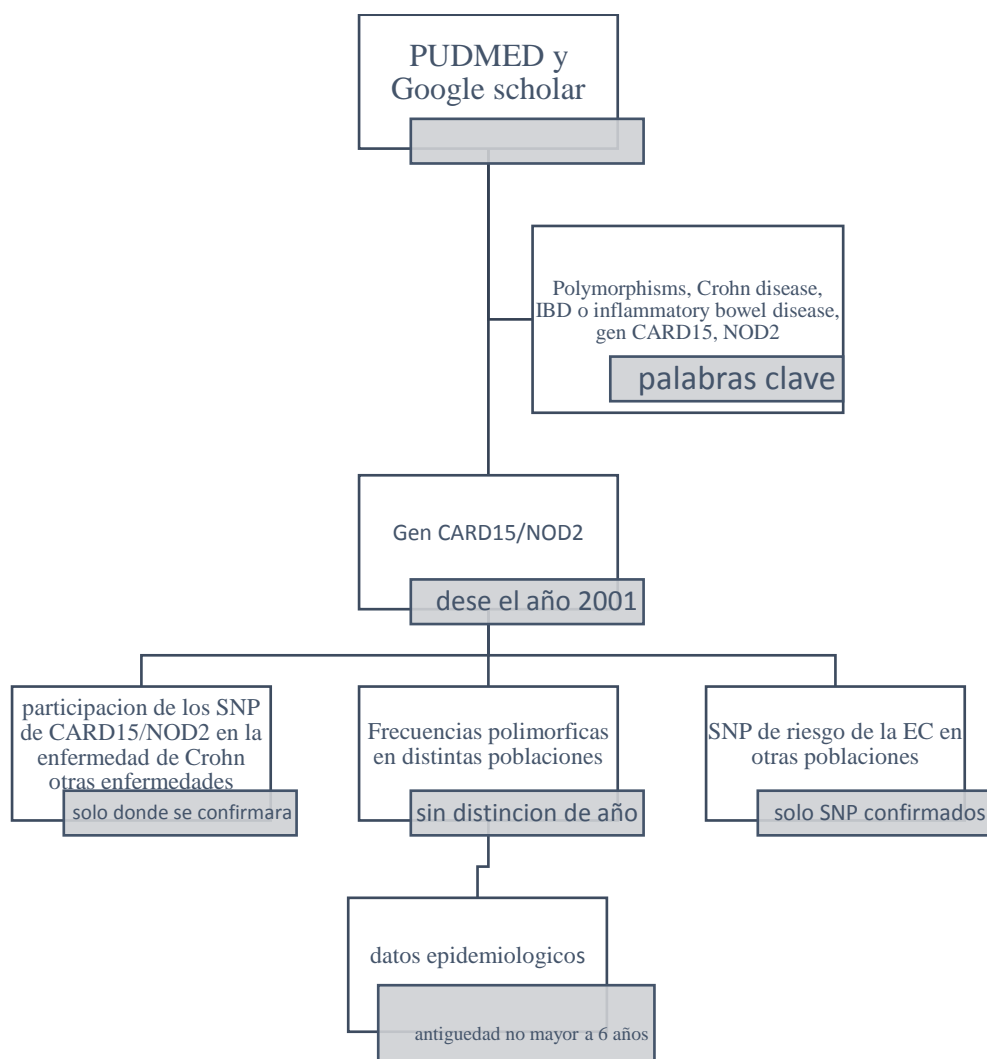 PUDMED y
Google scholar
Polymorphisms, Crohn disease,
IBD o inflammatory bowel disease,
gen CARD15, NOD2
palabras clave
Gen CARD15/NOD2
dese el año 2001
participacion de los SNP
de CARD15/NOD2 en la
enfermedad de Crohn
otras enfermedades
solo donde se confirmara
Frecuencias polimorficas
en distintas poblaciones
sin distincion de año
SNP de riesgo de la EC en
otras poblaciones
solo SNP confirmados
datos epidemiologicos
antiguedad no mayor a 6 años